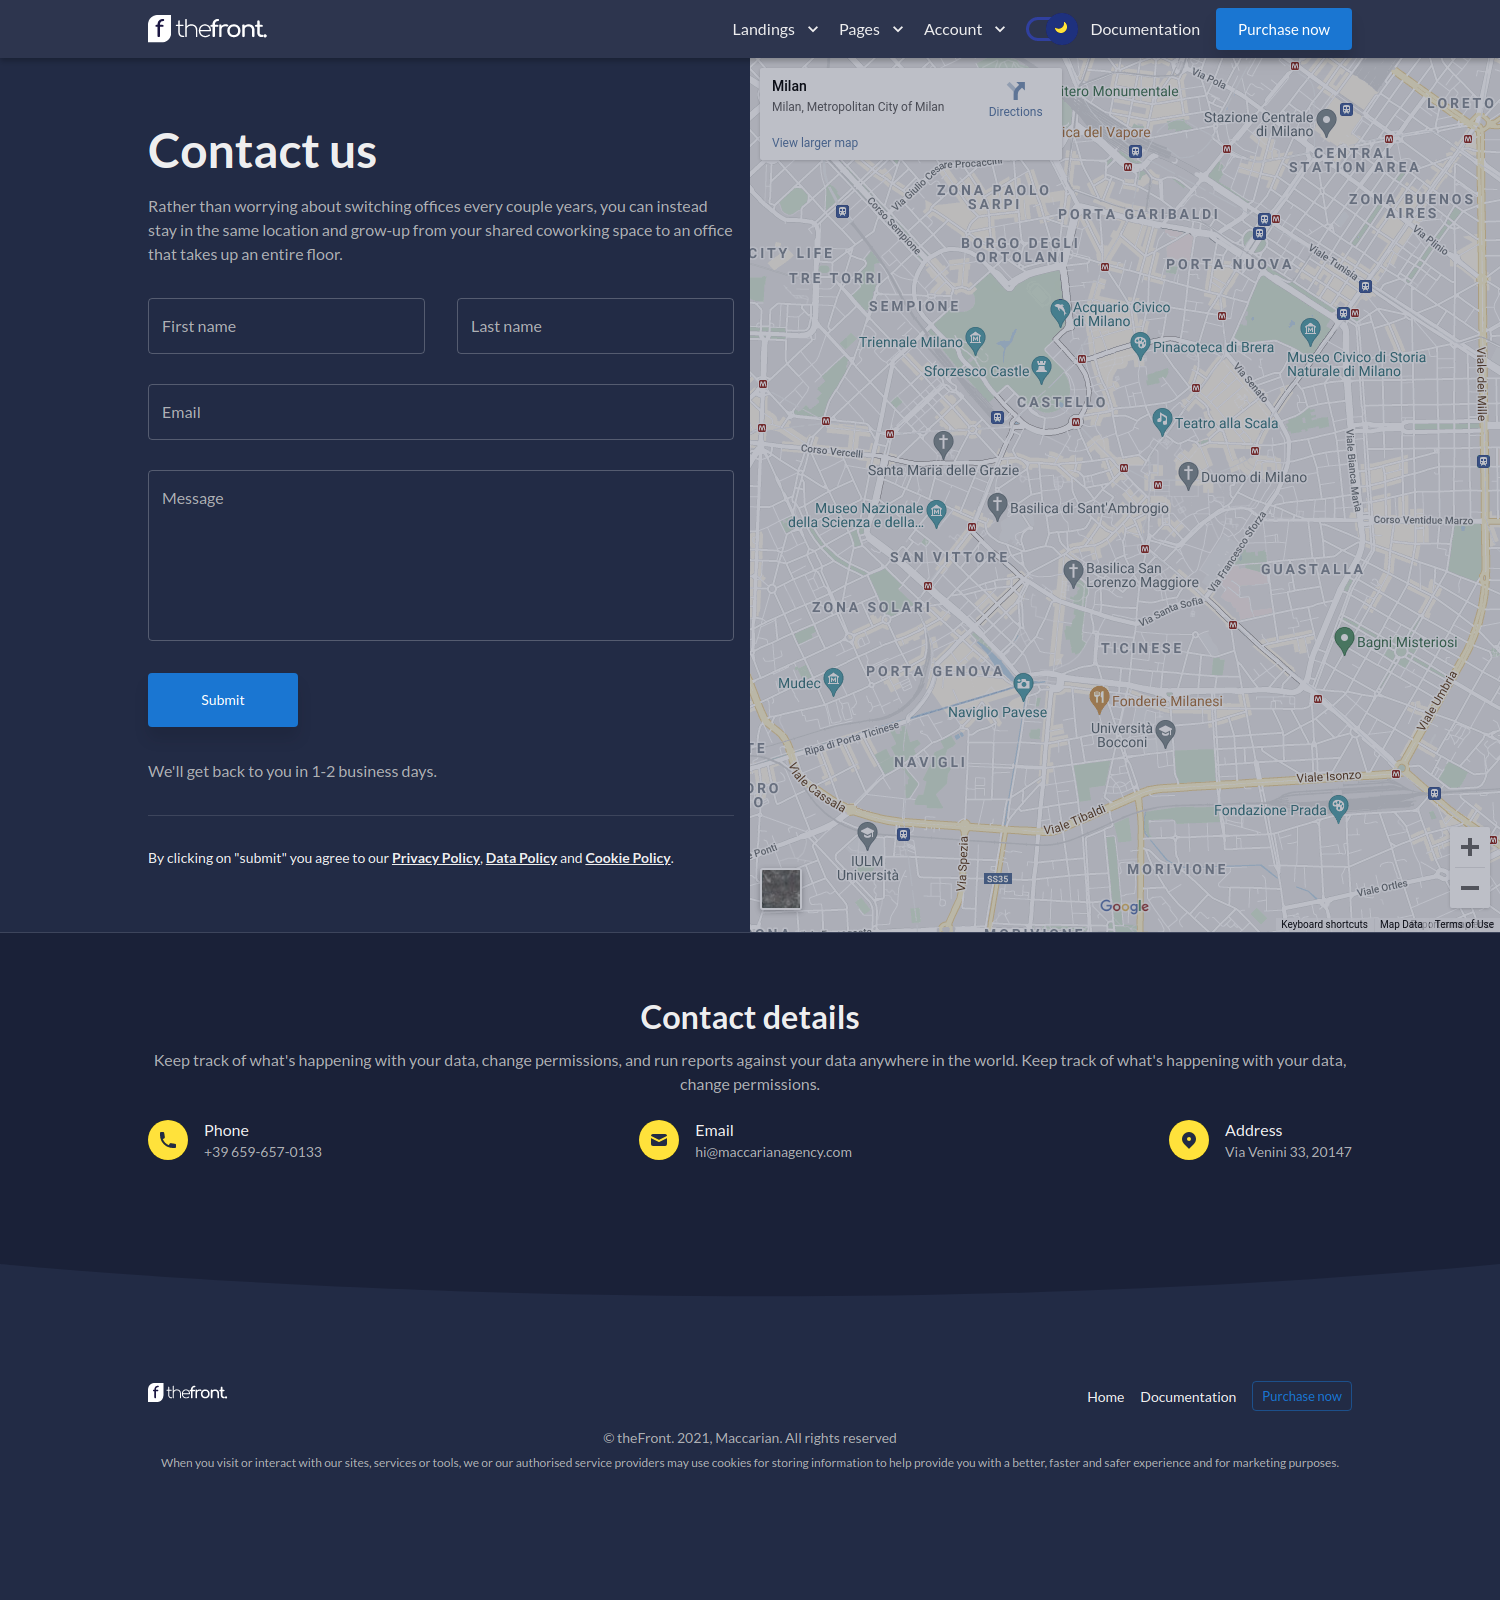 thefront.
Landings
Pages
Account
Documentation
Purchase now
Contact us
Rather than worrying about switching offices every couple years, you can instead
stay in the same location and grow-up from your shared coworking space to an office
that takes up an entire floor.
First name
Last name
Email
Message
Submit
We'll get back to you in 1-2 business days.
By clicking on "submit" you agree to our Privacy Policy, Data Policy and Cookie Policy.
Milan
Milan, Metropolitan City of Milan
Directions
View larger map
itero Monumentale
ica del Vapore
Via Pola
LORETO
Stazione Centrale
di Milano
CENTRAL
STATION AREA
Via Giulio Cesare Procaccini
Corso Sempione
ZONA PAOLO
SARPI
PORTA GARIBALDI
ZONA BUENOS
AIRES
Viale Tunisia
Via Plinio
CITY LIFE
TRE TORRI
BORGO DEGLI
ORTOLANI
PORTA NUOVA
SEMPIONE
Acquario Civico
di Milano
Triennale Milano
Pinacoteca di Brera
Museo Civico di Storia
Naturale di Milano
Sforzesco Castle
Via Senato
Viale dei Mille
CASTELLO
Teatro alla Scala
Corso Vercelli
Viale Bianca Maria
Santa Maria delle Grazie
Duomo di Milano
Museo Nazionale
della Scienza e della...
Basilica di Sant'Ambrogio
Via Francesco Sforza
Corso Ventidue Marzo
SAN VITTORE
Basilica San
Lorenzo Maggiore
GUASTALLA
ZONA SOLARI
Via Santa Sofia
TICINESE
Bagni Misteriosi
PORTA GENOVA
Mudec
Naviglio Pavese
Fonderie Milanesi
Viale Umbria
Università
Bocconi
Ripa di Porta Ticinese
TE
NAVIGLI
Viale Cassala
Viale Isonzo
ORO
O
Viale Tibaldi
Fondazione Prada
e Ponti
IULM
Università
Via Spezia
SS35
MORIVIONE
Viale Ortles
Google
Keyboard shortcuts
Map Data
Terms of Use
MORIVIONE
Contact details
Keep track of what's happening with your data, change permissions, and run reports against your data anywhere in the world. Keep track of what's happening with your data,
change permissions.
Phone
+39 659-657-0133
Email
hi@maccarianagency.com
Address
Via Venini 33, 20147
thefront.
Home
Documentation
Purchase now
© theFront. 2021, Maccarian. All rights reserved
When you visit or interact with our sites, services or tools, we or our authorised service providers may use cookies for storing information to help provide you with a better, faster and safer experience and for marketing purposes.